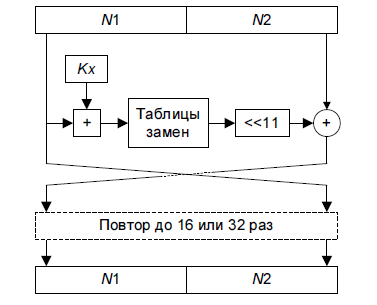 N1 N2
Kx
+
Таблицы
замен
<<11
+
Повтор до 16 или 32 раз
N1 N2